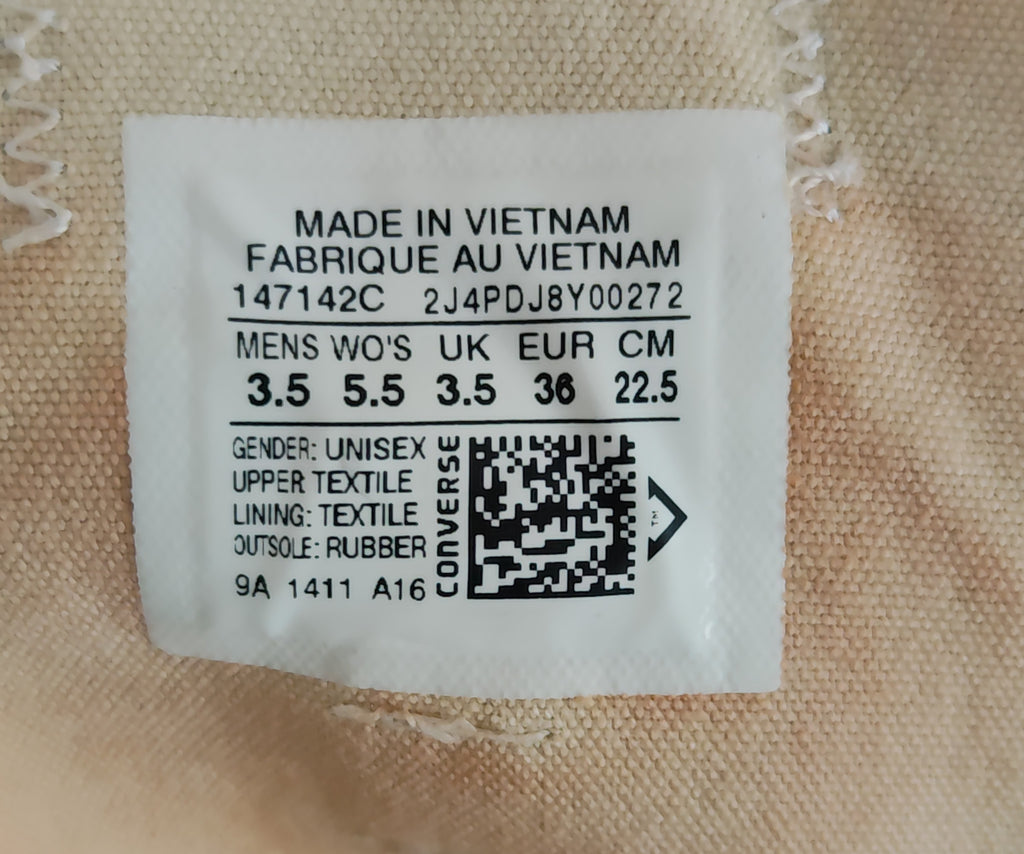 MADE IN VIETNAM
FABRIQUE AU VIETNAM
147142C 2J4PDJ8Y00272
MENS WO'S UK EUR CM
3.5 5.5 3.5 36 22.5
GENDER: UNISEX
UPPER TEXTILE
LINING: TEXTILE
OUTSOLE: RUBBER
9A 1411 A16
CONVERSE
TM